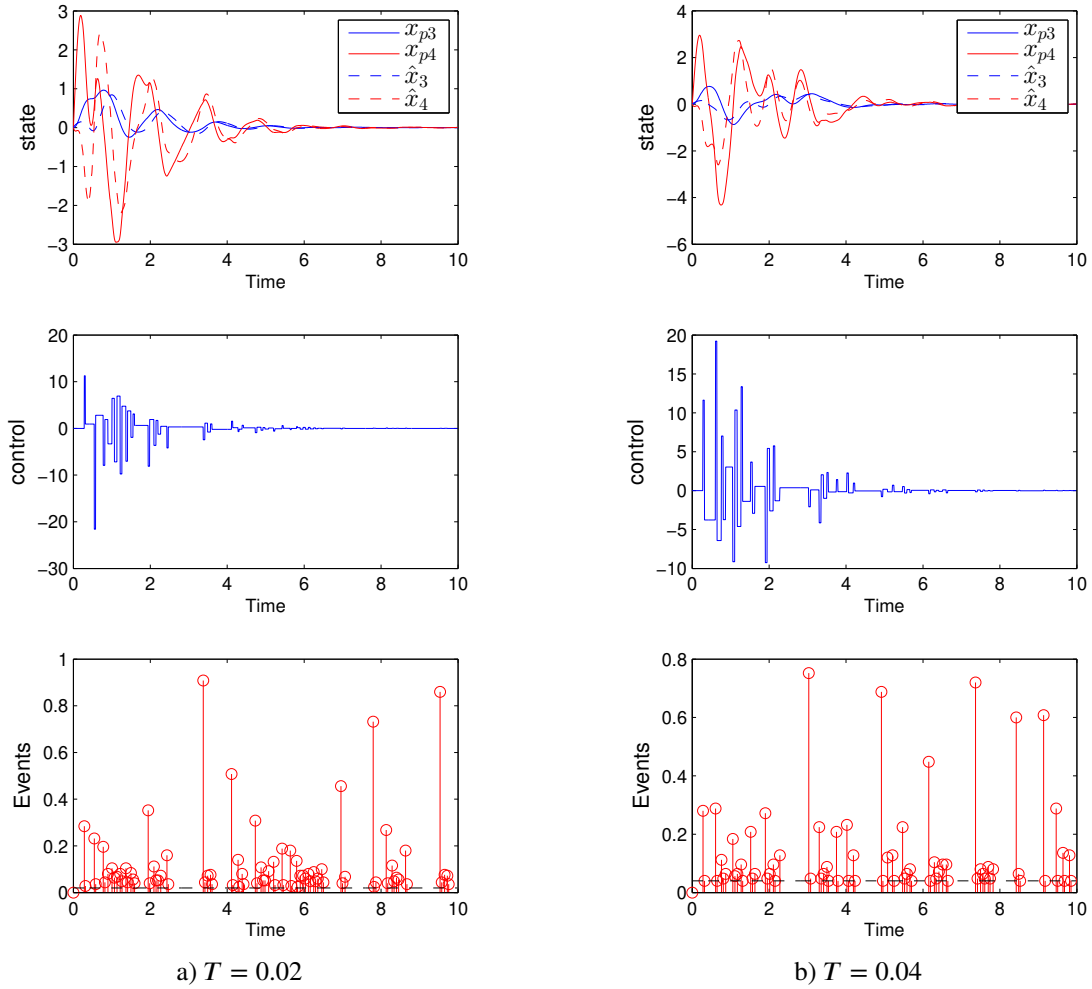 3
2
1
0
−1
−2
−3
state
0 2 4 6 8 10
Time
x_{p3}
x_{p4}
x̂_3
x̂_4
4
2
0
−2
−4
−6
state
0 2 4 6 8 10
Time
x_{p3}
x_{p4}
x̂_3
x̂_4
20
10
0
−10
−20
−30
control
0 2 4 6 8 10
Time
20
15
10
5
0
−5
−10
control
0 2 4 6 8 10
Time
1
0.8
0.6
0.4
0.2
0
Events
0 2 4 6 8 10
Time
0.8
0.6
0.4
0.2
0
Events
0 2 4 6 8 10
Time
a) T = 0.02
b) T = 0.04